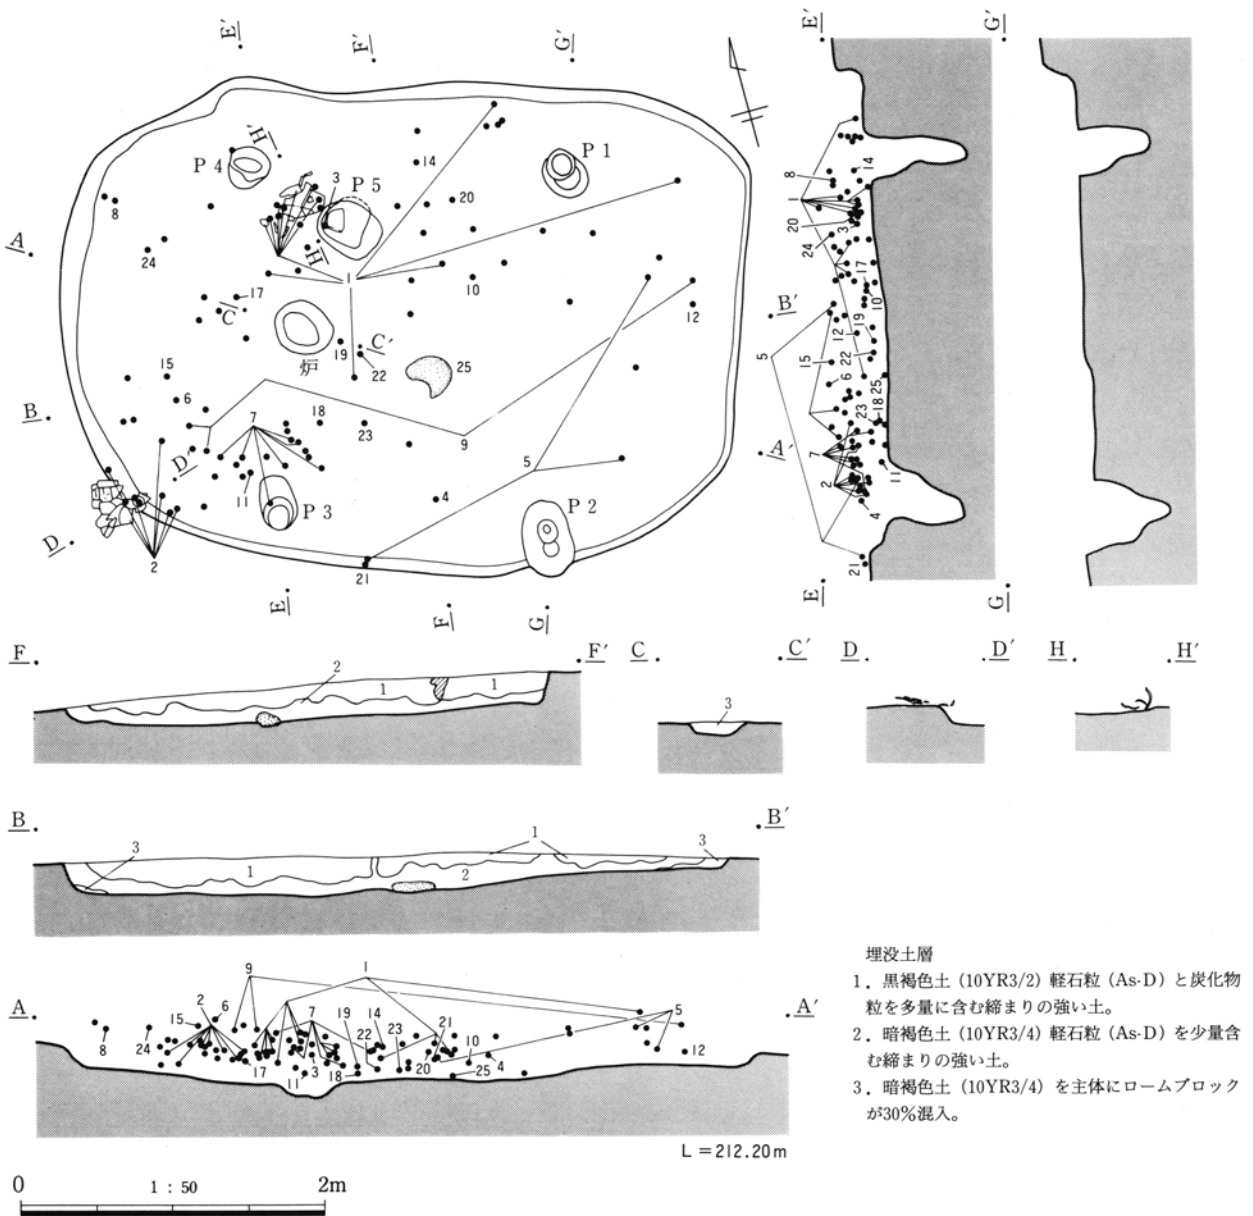 E′
F′
G′
E′
G′
H′
P 4
3
P 5
14
P 1
8
20
A
24
H
1
17
10
C
12
炉
19
C′
22
25
15
B
6
7
18
23
9
D′
5
11
4
P 3
P 2
D
2
21
E
F
G
14
8
1
20
3
24
17
10
B′
19
12
5
22
15
6
25
23
18
A′
7
2
11
4
21
E
G
F
F′
C
C′
D
D′
H
H′
2
1
1
3
B
B′
3
1
1
2
3
A
A′
9
1
2
6
15
7
19
14
22
23
21
5
10
8
24
17
3
11
18
20
25
4
12
L＝212.20m
0
1 : 50
2m
埋没土層
1．黒褐色土（10YR3/2）軽石粒（As-D）と炭化物
粒を多量に含む締まりの強い土。
2．暗褐色土（10YR3/4）軽石粒（As-D）を少量含
む締まりの強い土。
3．暗褐色土（10YR3/4）を主体にロームブロック
が30％混入。